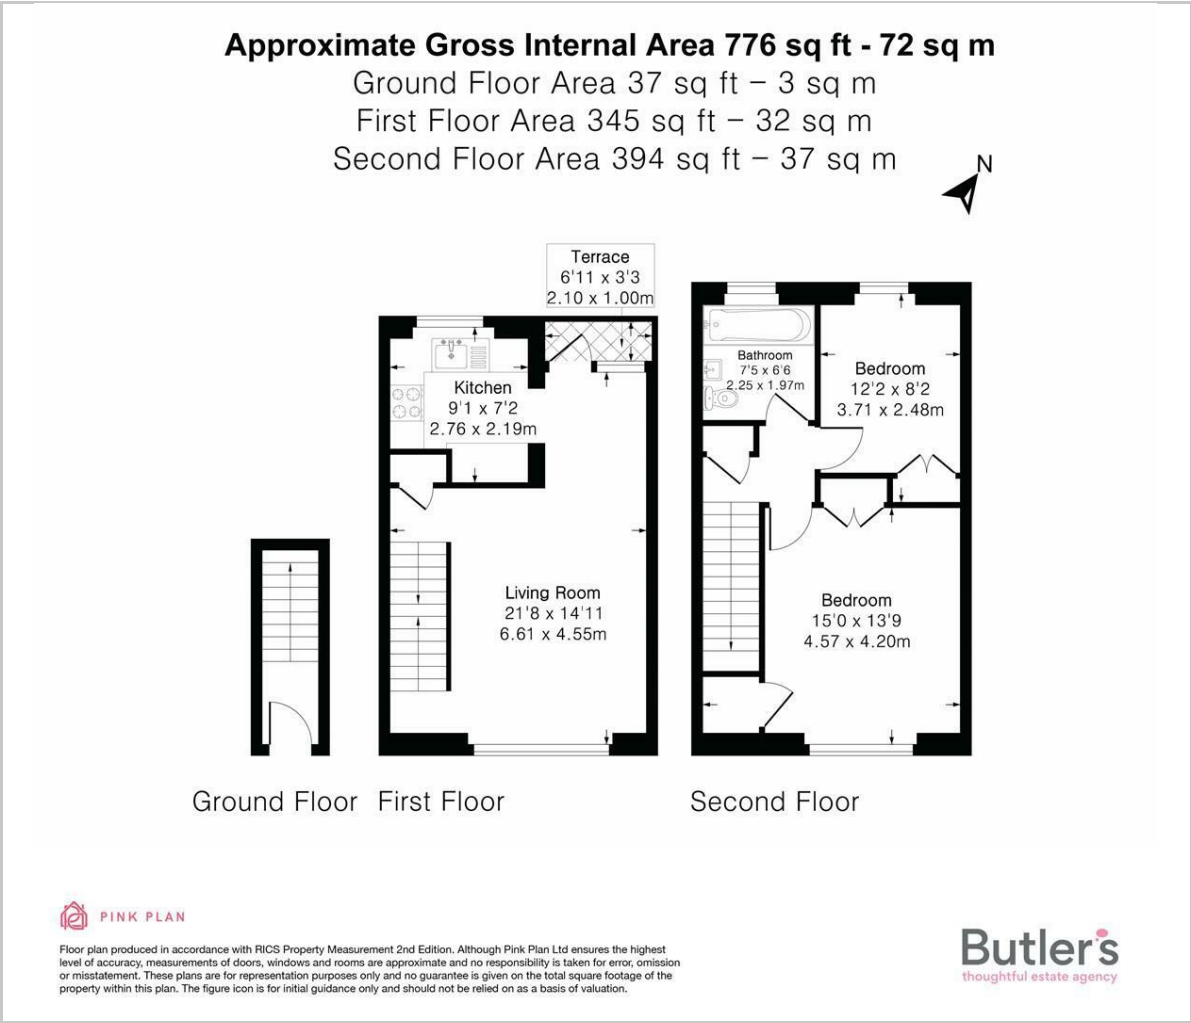 Approximate Gross Internal Area 776 sq ft - 72 sq m
Ground Floor Area 37 sq ft – 3 sq m
First Floor Area 345 sq ft – 32 sq m
Second Floor Area 394 sq ft – 37 sq m
N
Terrace
6'11 x 3'3
2.10 x 1.00m
Kitchen
9'1 x 7'2
2.76 x 2.19m
Living Room
21'8 x 14'11
6.61 x 4.55m
Bathroom
7'5 x 6'6
2.25 x 1.97m
Bedroom
12'2 x 8'2
3.71 x 2.48m
Bedroom
15'0 x 13'9
4.57 x 4.20m
Ground Floor
First Floor
Second Floor
PINK PLAN
Floor plan produced in accordance with RICS Property Measurement 2nd Edition. Although Pink Plan Ltd ensures the highest
level of accuracy, measurements of doors, windows and rooms are approximate and no responsibility is taken for error, omission
or misstatement. These plans are for representation purposes only and no guarantee is given on the total square footage of the
property within this plan. The figure icon is for initial guidance only and should not be relied on as a basis of valuation.
Butler's
thoughtful estate agency